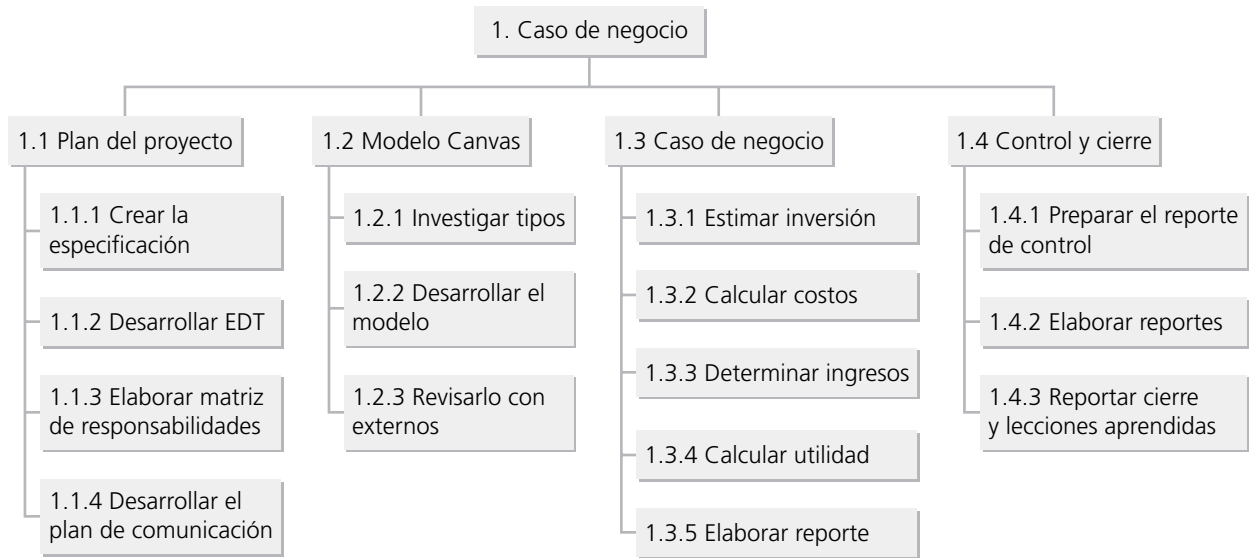 1. Caso de negocio
1.1 Plan del proyecto
1.1.1 Crear la
especificación
1.1.2 Desarrollar EDT
1.1.3 Elaborar matriz
de responsabilidades
1.1.4 Desarrollar el
plan de comunicación
1.2 Modelo Canvas
1.2.1 Investigar tipos
1.2.2 Desarrollar el
modelo
1.2.3 Revisarlo con
externos
1.3 Caso de negocio
1.3.1 Estimar inversión
1.3.2 Calcular costos
1.3.3 Determinar ingresos
1.3.4 Calcular utilidad
1.3.5 Elaborar reporte
1.4 Control y cierre
1.4.1 Preparar el reporte
de control
1.4.2 Elaborar reportes
1.4.3 Reportar cierre
y lecciones aprendidas